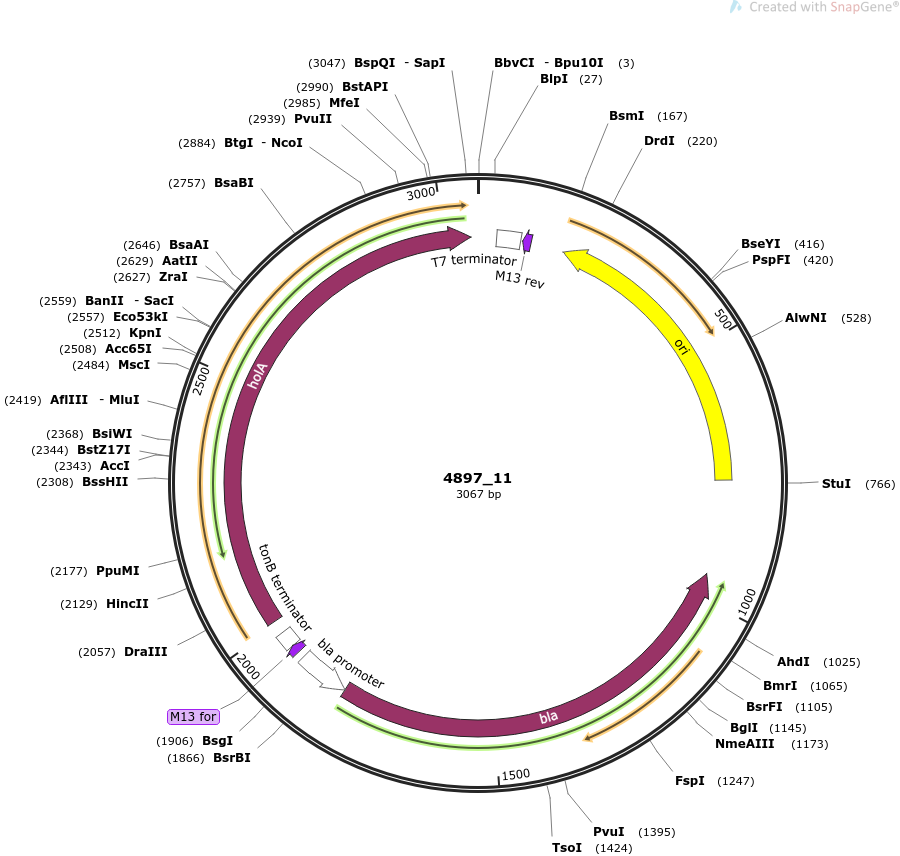 Created with SnapGene®
(3047) BspQI - SapI
BbvCI - Bpu10I (3)
BlpI (27)
(2990) BstAPI
(2985) MfeI
(2939) PvuII
(2884) BtgI - NcoI
BsmI (167)
DrdI (220)
(2757) BsaBI
3000
(2646) BsaAI
(2629) AatII
(2627) ZraI
BseYI (416)
PspFI (420)
T7 terminator
M13 rev
(2559) BanII - SacI
(2557) Eco53kI
(2512) KpnI
(2508) Acc65I
(2484) MscI
500
AlwNI (528)
ori
holA
2500
(2419) AflIII - MluI
(2368) BsiWI
(2344) BstZ17I
(2343) AccI
(2308) BssHII
4897_11
3067 bp
StuI (766)
(2177) PpuMI
(2129) HincII
(2057) DraIII
tonB terminator
1000
2000
bla promoter
AhdI (1025)
BmrI (1065)
BsrFI (1105)
BglI (1145)
NmeAIII (1173)
M13 for
(1906) BsgI
(1866) BsrBI
bla
1500
FspI (1247)
PvuI (1395)
TsoI (1424)